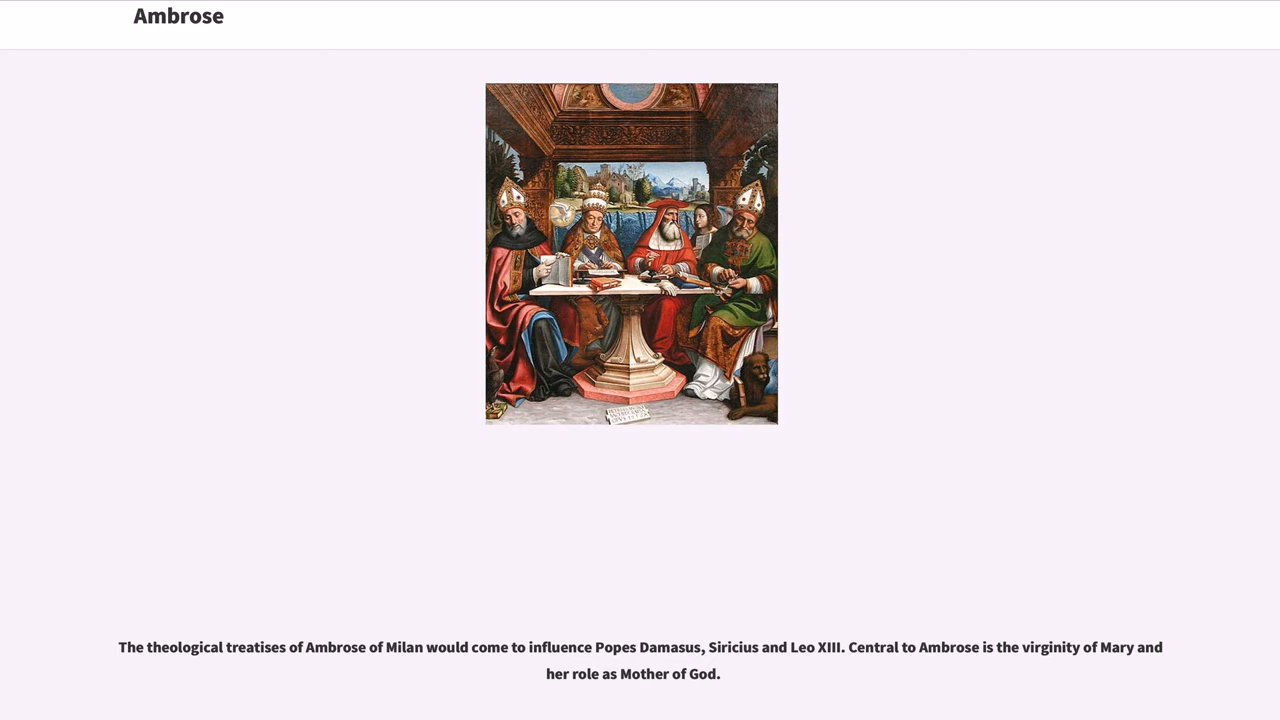 Ambrose
The theological treatises of Ambrose of Milan would come to influence Popes Damasus, Siricius and Leo XIII. Central to Ambrose is the virginity of Mary and
her role as Mother of God.